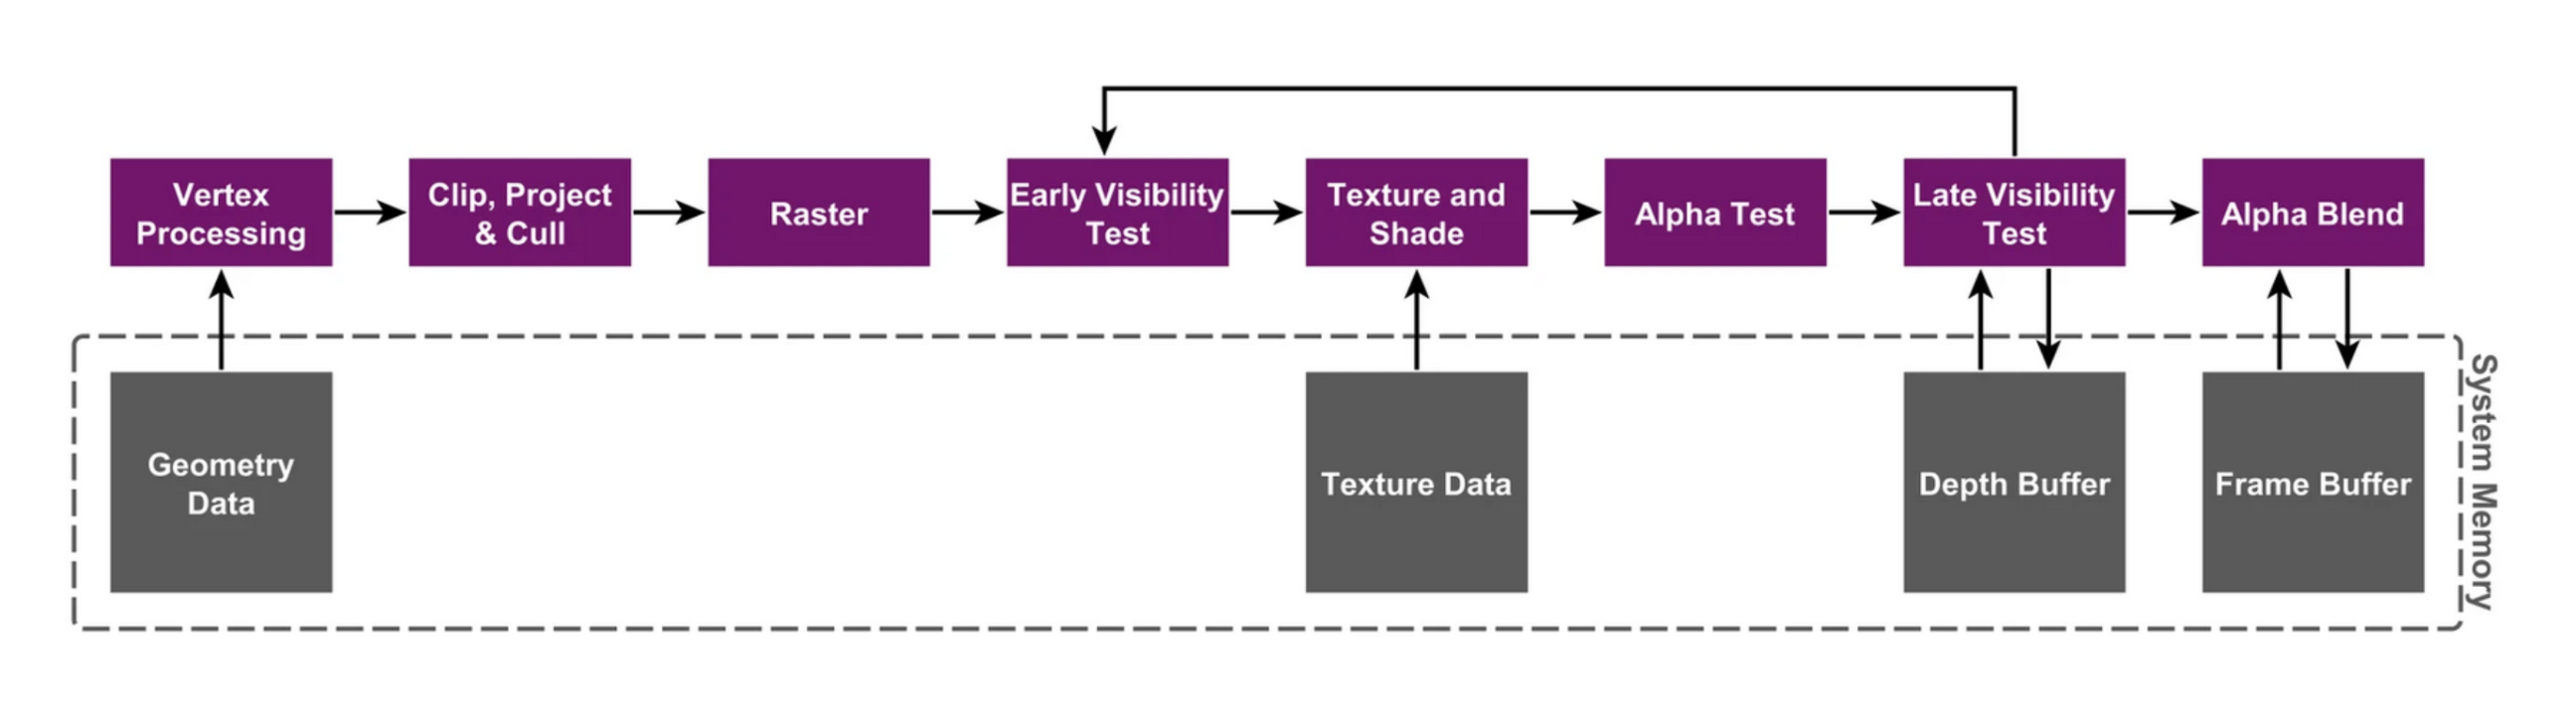 Vertex
Processing
Clip, Project
& Cull
Raster
Early Visibility
Test
Texture and
Shade
Alpha Test
Late Visibility
Test
Alpha Blend
Geometry
Data
Texture Data
Depth Buffer
Frame Buffer
System Memory